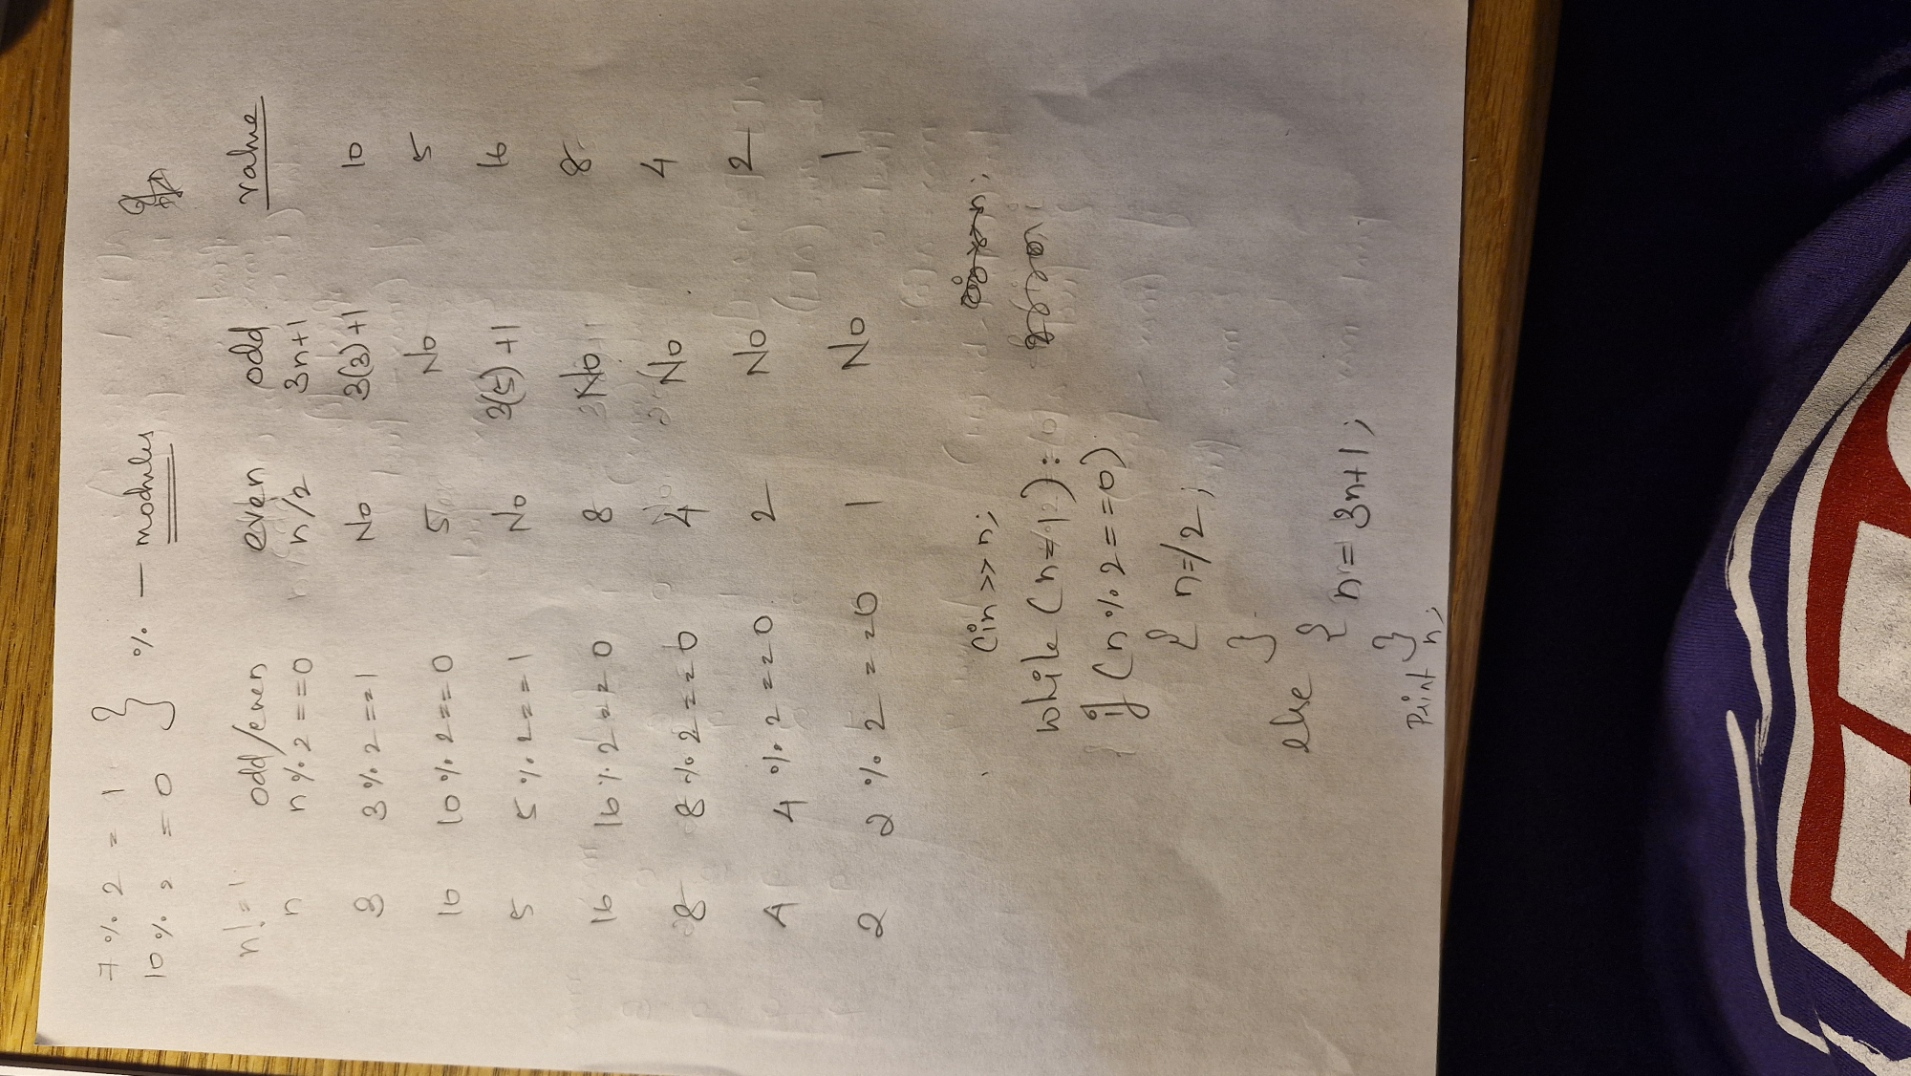 7 % 2 = 1
10 % 2 = 0 } % — modules
n! = 1 odd/even even odd value
n n % 2 == 0 n/2 3n+1
3 3 % 2 == 1 No 3(3)+1 10
10 10 % 2 == 0 5 No 5
5 5 % 2 == 1 No 3(5)+1 16
16 16 % 2 == 0 8 No 8
8 8 % 2 == 0 4 No 4
4 4 % 2 == 0 2 No 2
2 2 % 2 == 0 1 No 1
cin >> n;
while (n≠1):
if (n % 2 == 0)
{ n=/2;
}
else
{
n = 3n+1;
}
Print n;